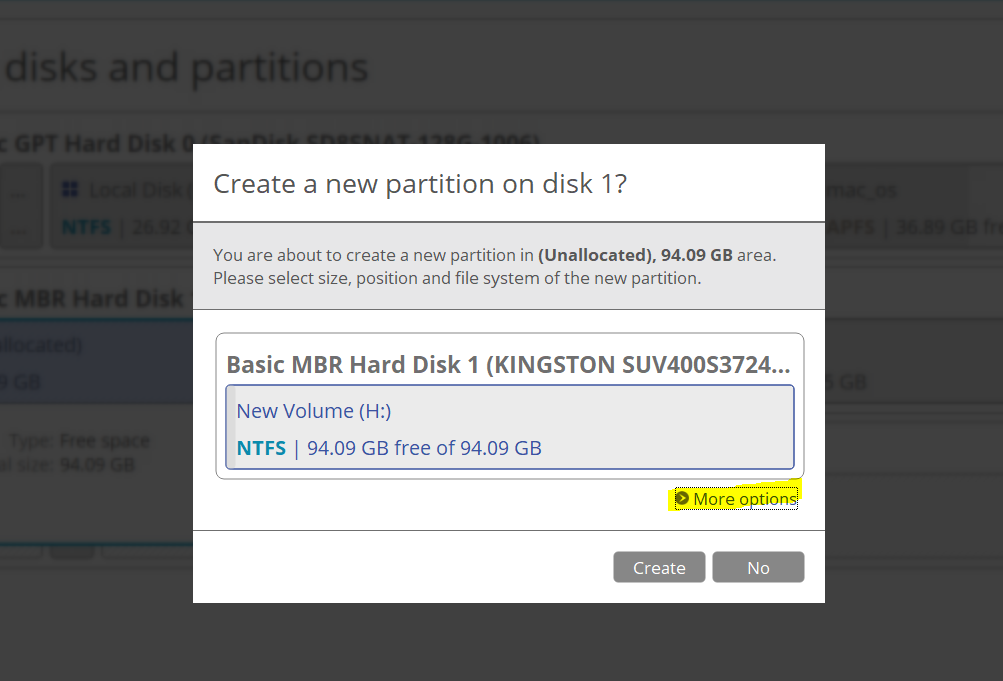 disks and partitions
c GPT Hard Disk 0 (SanDisk SD8SNAT-128G-1006)
... Local Disk mac_os
... NTFS | 26.92 APFS | 36.89 GB fr
c MBR Hard Disk
llocated)
9 GB 5 GB
Type: Free space
al size: 94.09 GB
Create a new partition on disk 1?
You are about to create a new partition in (Unallocated), 94.09 GB area.
Please select size, position and file system of the new partition.
Basic MBR Hard Disk 1 (KINGSTON SUV400S3724...
New Volume (H:)
NTFS | 94.09 GB free of 94.09 GB
More options
Create No